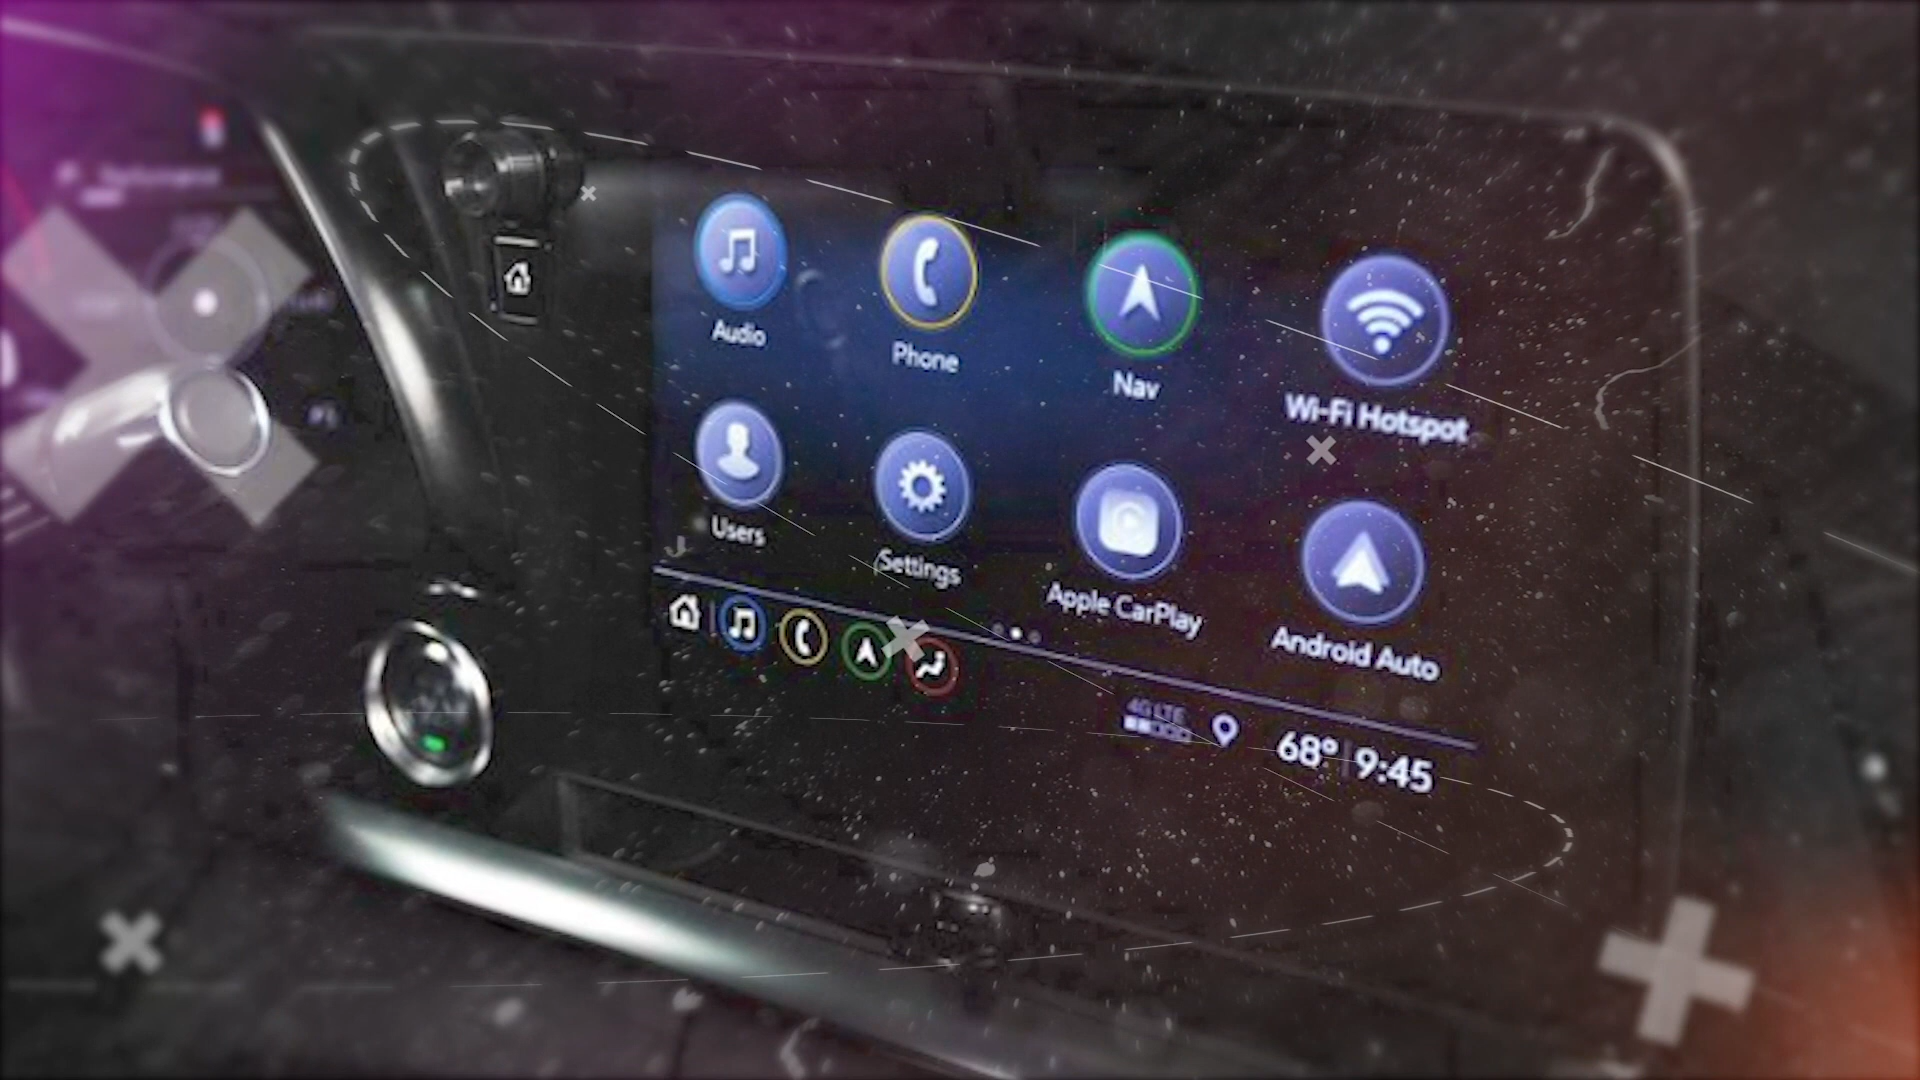 Audio
Phone
Nav
Wi-Fi Hotspot
Users
Settings
Apple CarPlay
Android Auto
4G LTE
68° 9:45